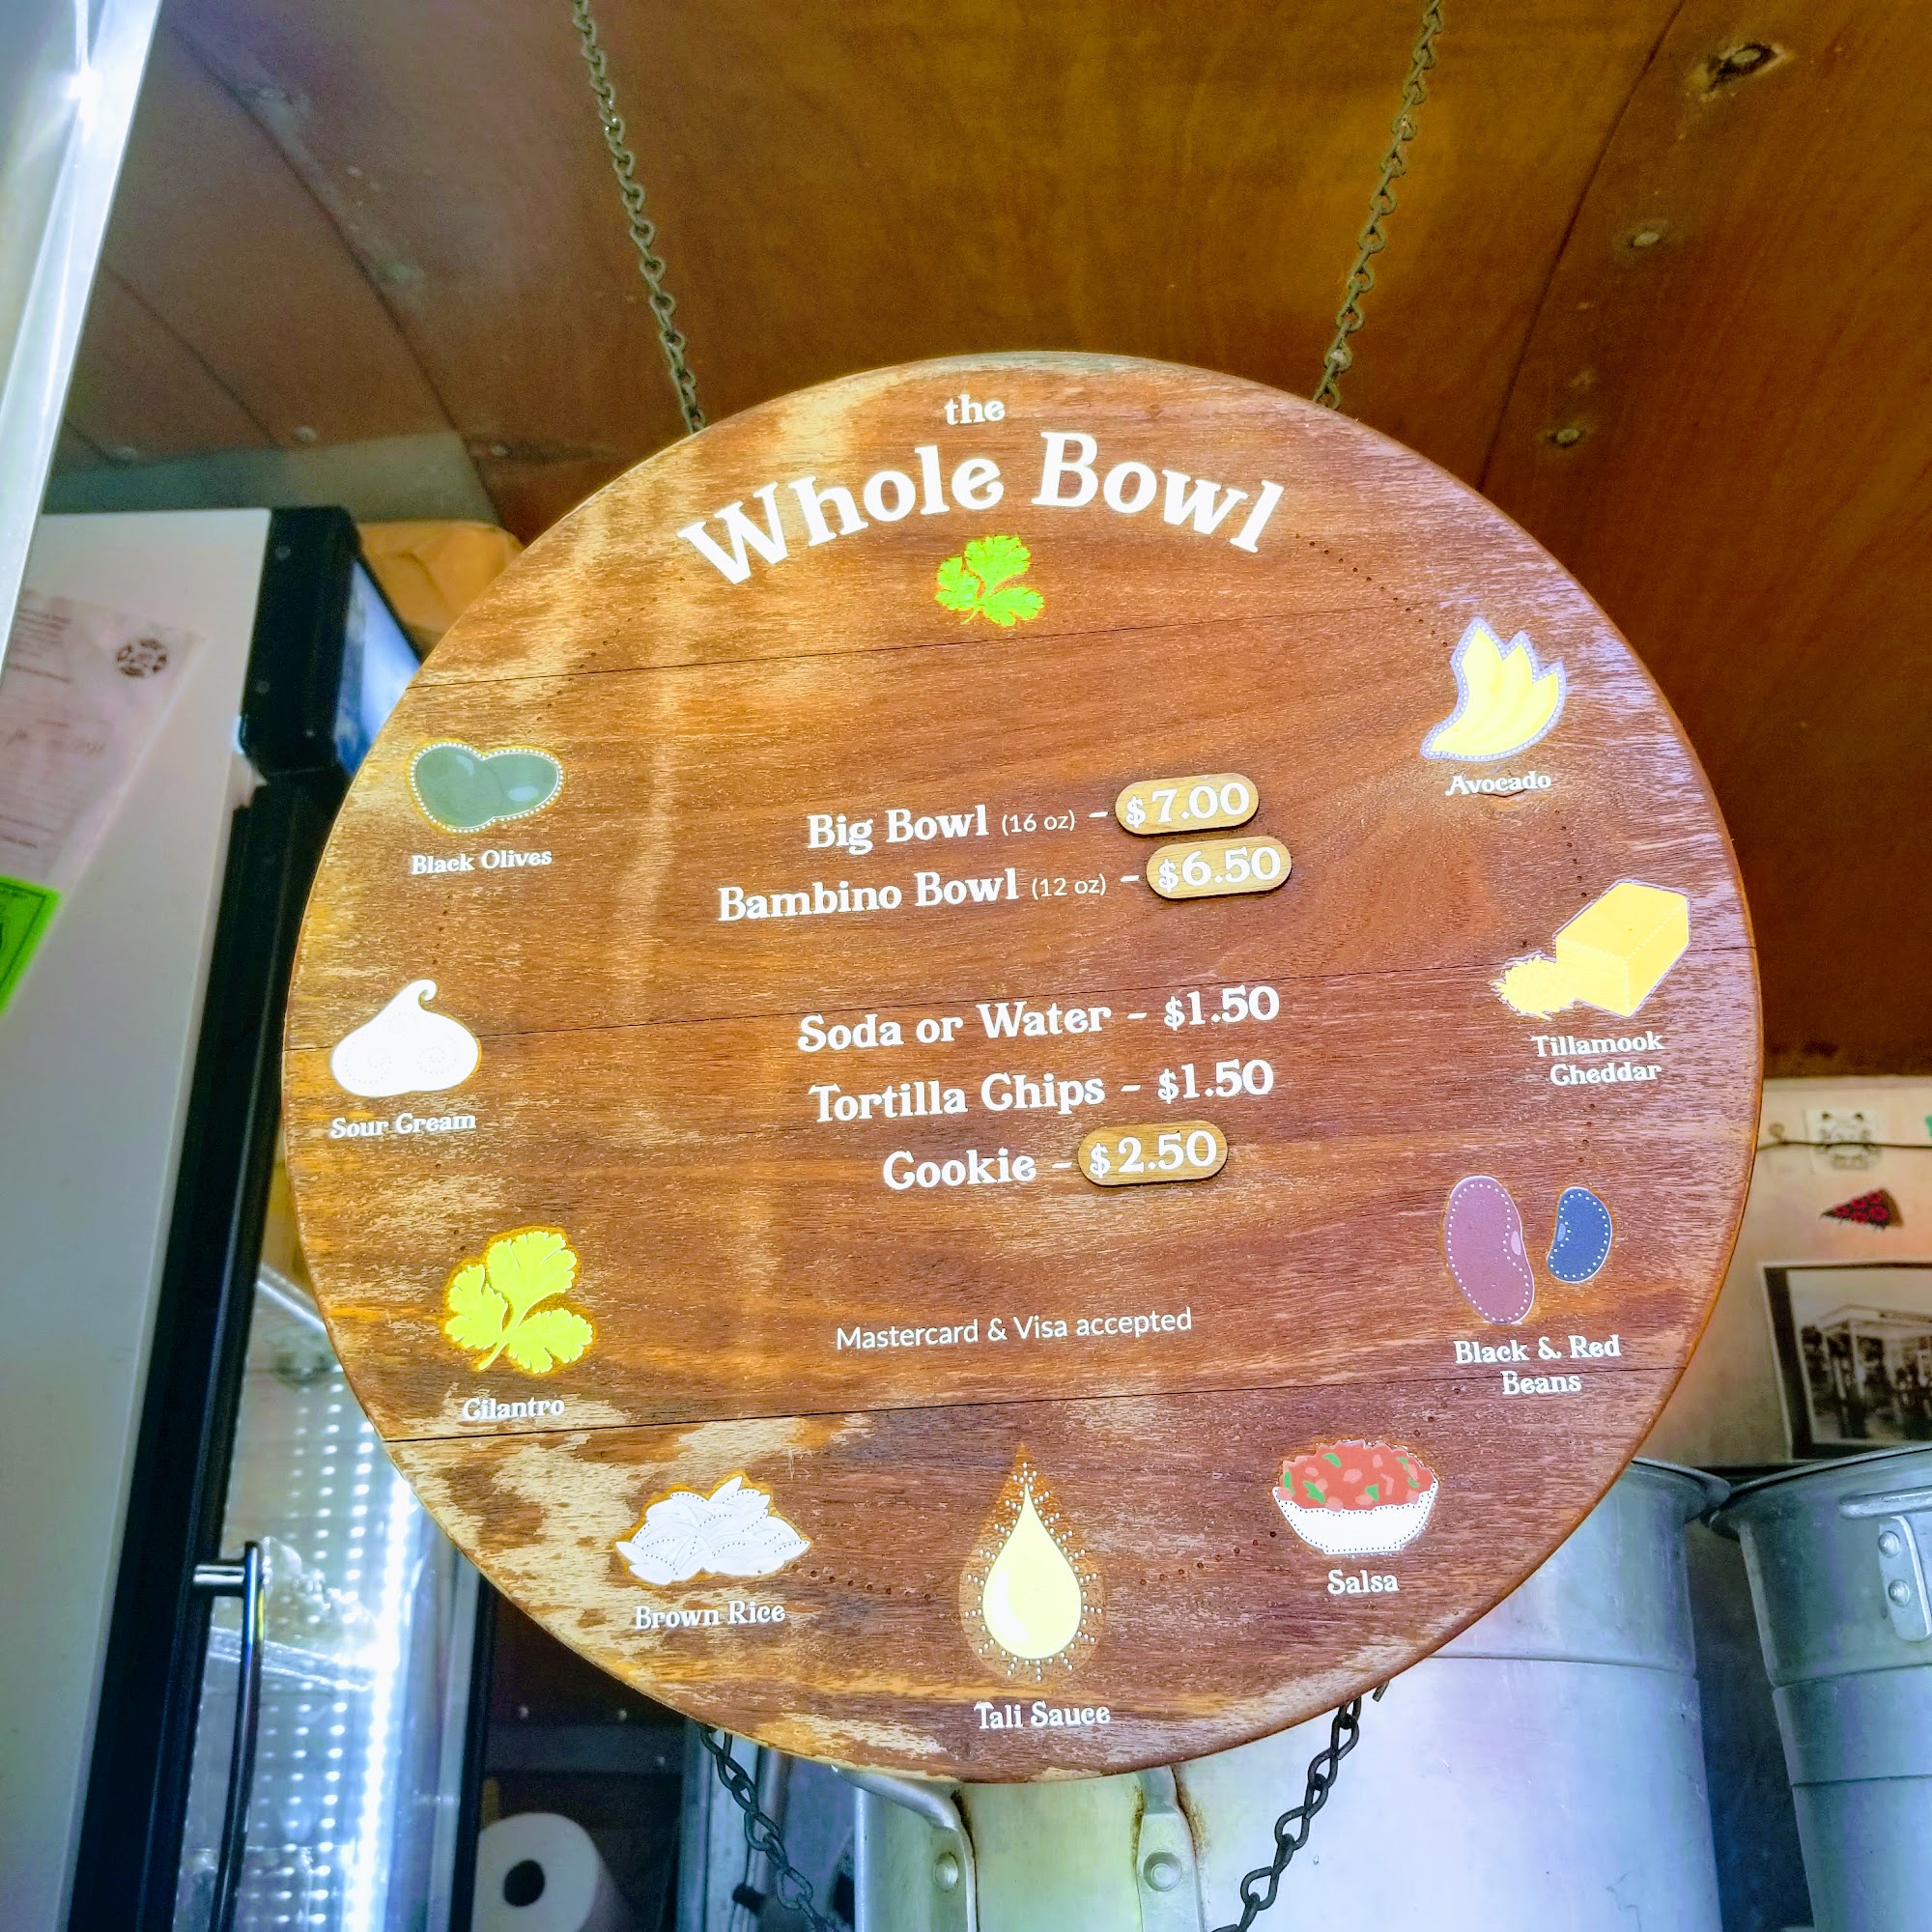 the
Whole Bowl
Avocado
Big Bowl (16 oz) - $7.00
Black Olives
Bambino Bowl (12 oz) - $6.50
Soda or Water - $1.50
Tillamook
Cheddar
Tortilla Chips - $1.50
Sour Cream
Cookie - $2.50
Mastercard & Visa accepted
Black & Red
Beans
Cilantro
Salsa
Brown Rice
Tali Sauce